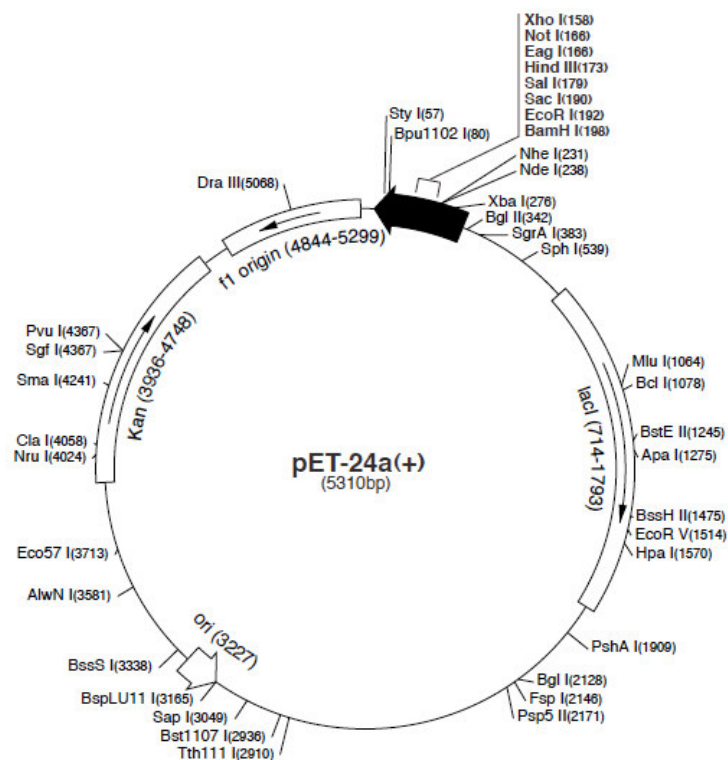 Xho I(158)
Not I(166)
Eag I(166)
Hind III(173)
Sal I(179)
Sac I(190)
EcoR I(192)
BamH I(198)
Sty I(57)
Bpu1102 I(80)
Nhe I(231)
Nde I(238)
Xba I(276)
Bgl II(342)
SgrA I(383)
Sph I(539)
Dra III(5068)
f1 origin (4844-5299)
Pvu I(4367)
Sgf I(4367)
Sma I(4241)
Kan (3936-4748)
Cla I(4058)
Nru I(4024)
Mlu I(1064)
Bcl I(1078)
lacI (714-1793)
BstE II(1245)
Apa I(1275)
pET-24a(+)
(5310bp)
BssH II(1475)
EcoR V(1514)
Hpa I(1570)
Eco57 I(3713)
AlwN I(3581)
ori (3227)
BssS I(3338)
PshA I(1909)
BspLU11 I(3165)
Sap I(3049)
Bst1107 I(2936)
Tth111 I(2910)
Bgl I(2128)
Fsp I(2146)
Psp5 II(2171)